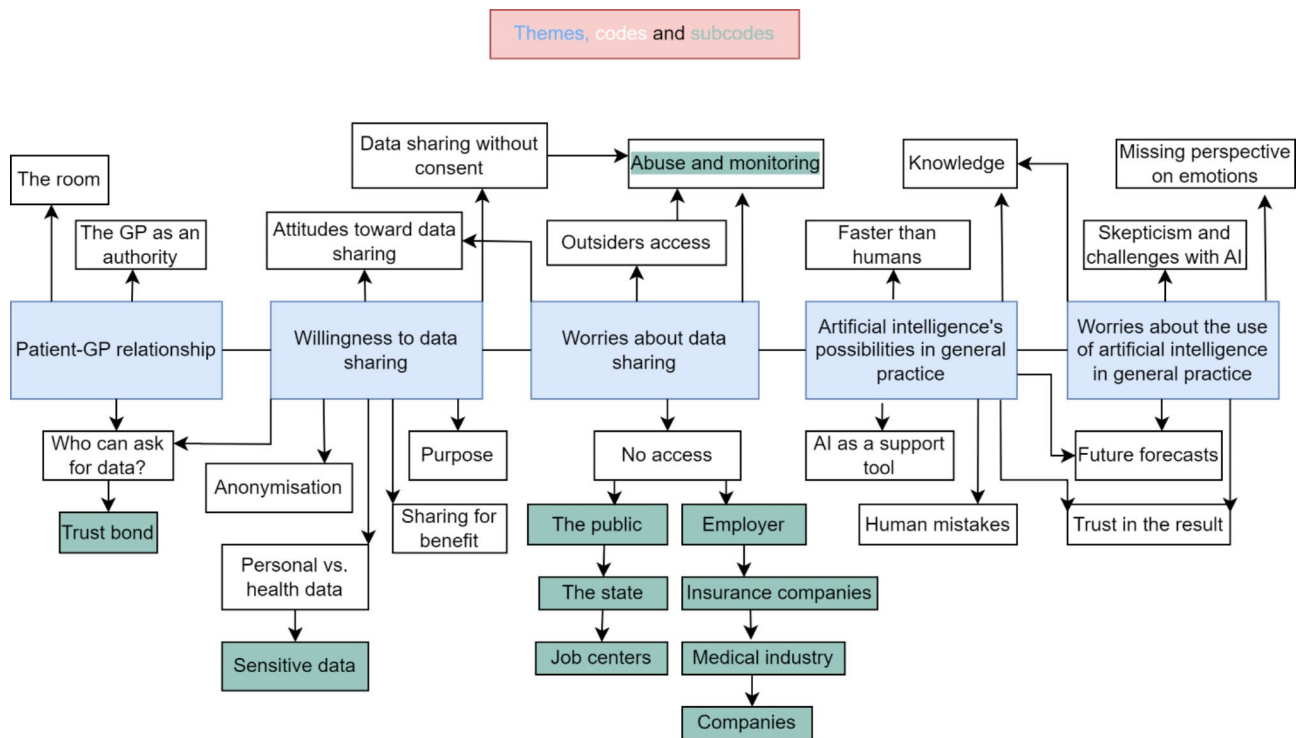 Themes, codes and subcodes
Data sharing without
consent
Abuse and monitoring
Knowledge
Missing perspective
on emotions
The room
The GP as an
authority
Attitudes toward data
sharing
Outsiders access
Faster than
humans
Skepticism and
challenges with AI
Patient-GP relationship
Willingness to data
sharing
Worries about data
sharing
Artificial intelligence's
possibilities in general
practice
Worries about the use
of artificial intelligence
in general practice
Who can ask
for data?
Anonymisation
Purpose
No access
AI as a support
tool
Future forecasts
Trust bond
Sharing for
benefit
The public
Employer
Human mistakes
Trust in the result
Personal vs.
health data
The state
Insurance companies
Sensitive data
Job centers
Medical industry
Companies